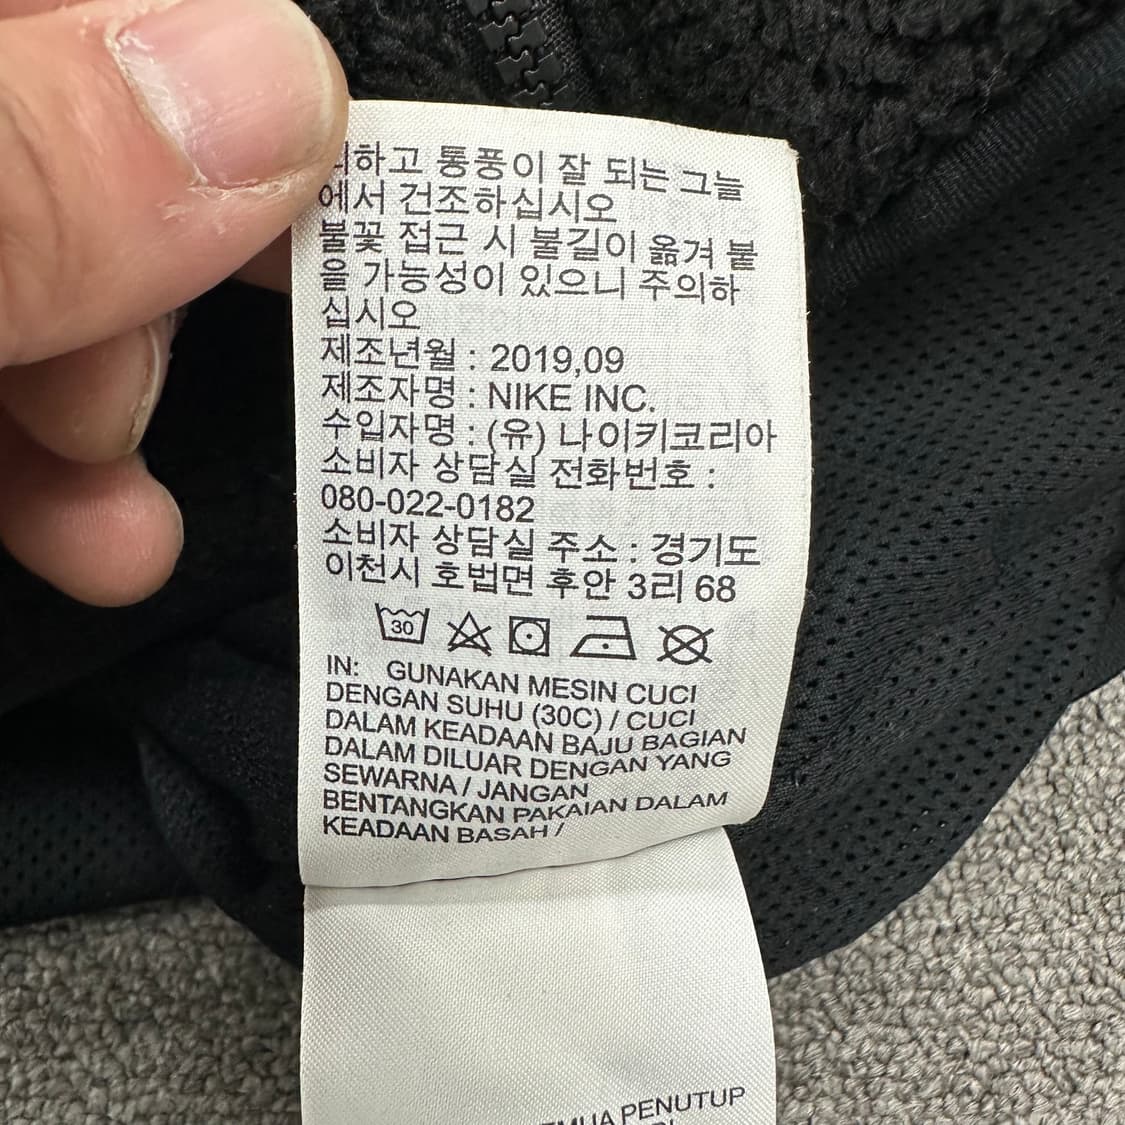 하고 통풍이 잘 되는 그늘
에서 건조하십시오
불꽃 접근 시 불길이 옮겨 붙
을 가능성이 있으니 주의하
십시오
제조년월 : 2019,09
제조자명 : NIKE INC.
수입자명 : (유) 나이키코리아
소비자 상담실 전화번호 :
080-022-0182
소비자 상담실 주소 : 경기도
이천시 호법면 후안 3리 68
30
IN: GUNAKAN MESIN CUCI
DENGAN SUHU (30C) / CUCI
DALAM KEADAAN BAJU BAGIAN
DALAM DILUAR DENGAN YANG
SEWARNA / JANGAN
BENTANGKAN PAKAIAN DALAM
KEADAAN BASAH /
PENUTUP